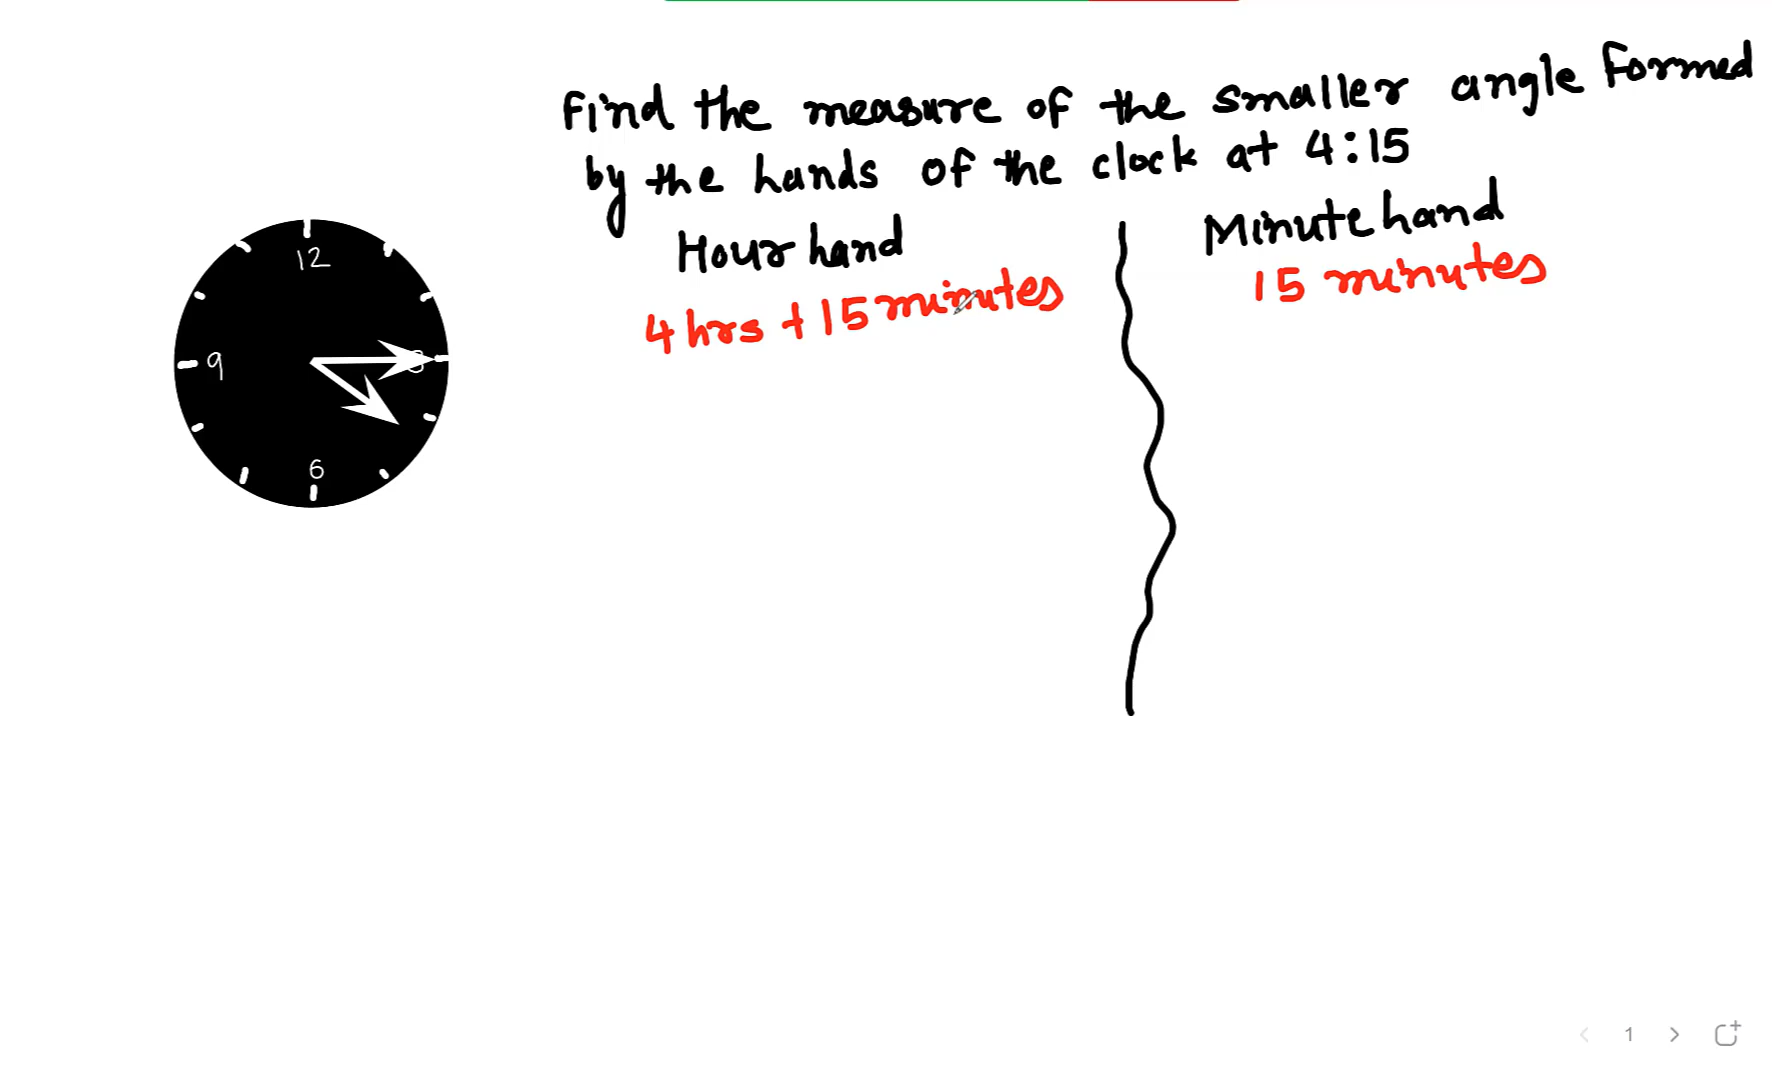 Find the measure of the smaller angle formed
by the hands of the clock at 4:15
Hour hand
Minute hand
4 hrs + 15 minutes
15 minutes
12
9
3
6
1